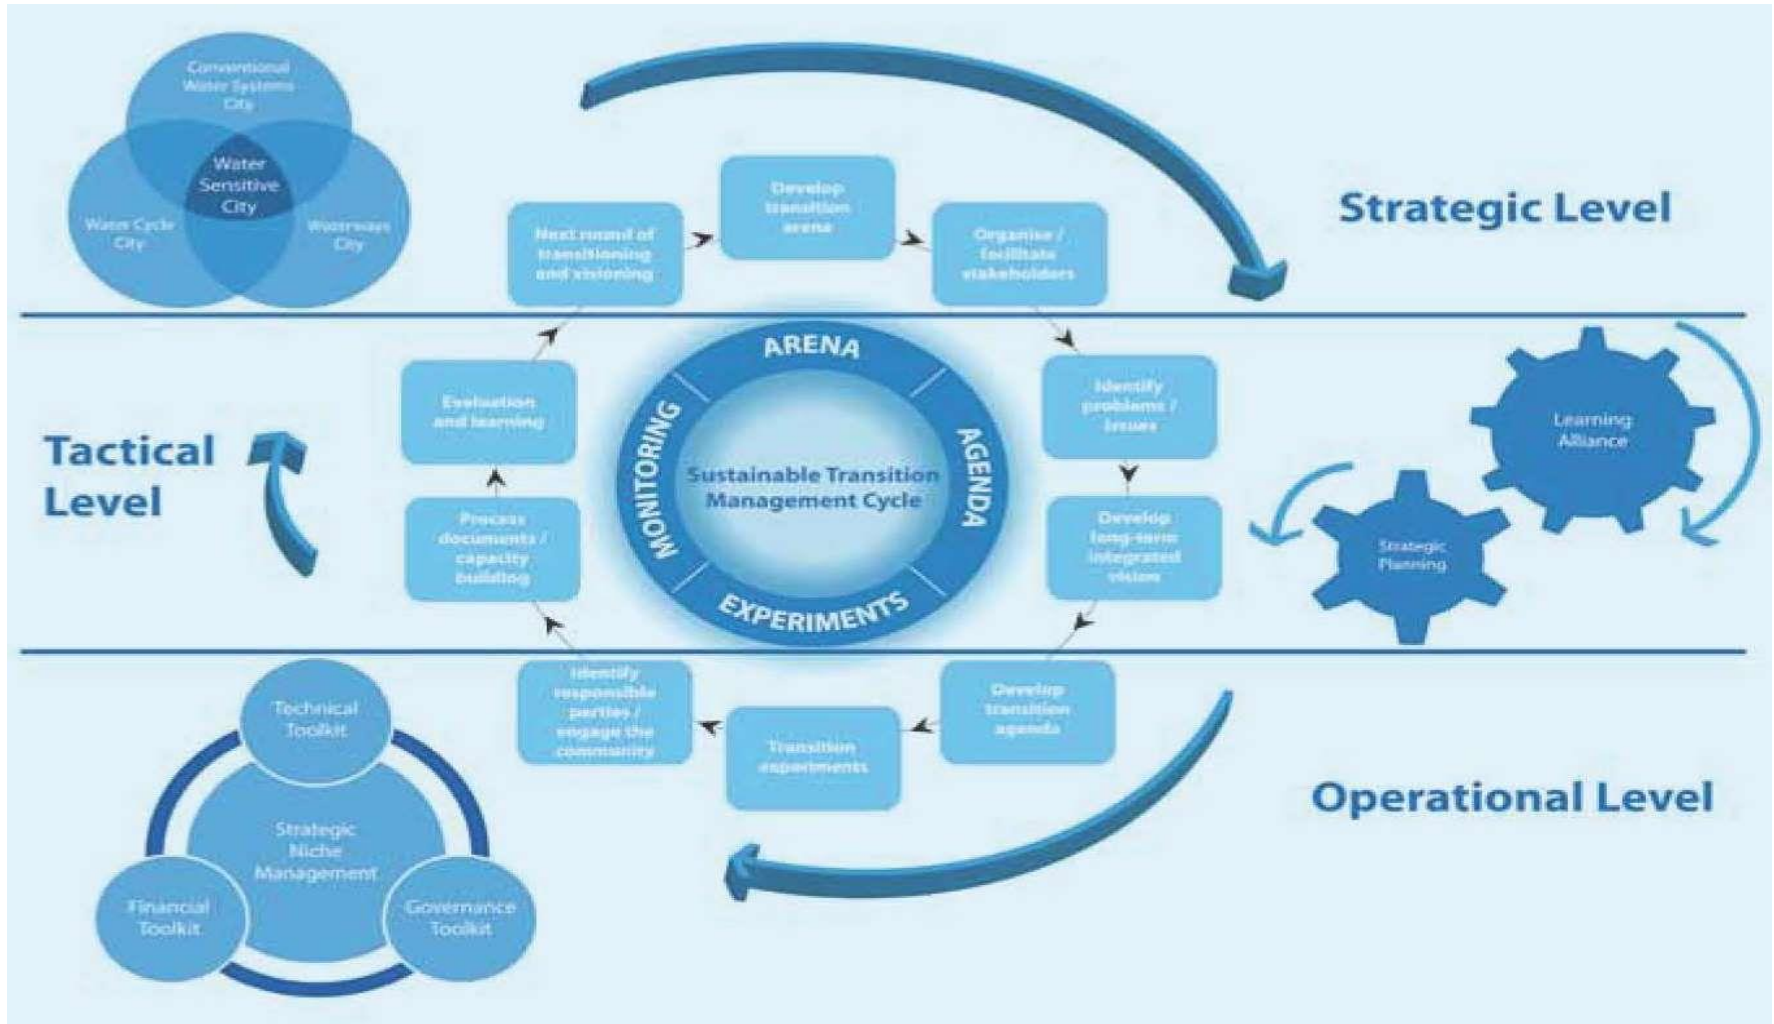 Conventional
Water Systems
City
Water
Sensitive
City
Water Cycle
City
Waterways
City
Strategic Level
Develop
transition
arena
Next round of
transitioning
and visioning
Organise /
facilitate
stakeholders
Tactical
Level
Evaluation
and learning
Process
documents /
capacity
building
ARENA
AGENDA
EXPERIMENTS
MONITORING
Sustainable Transition
Management Cycle
Identify
problems /
issues
Develop
long-term
integrated
vision
Learning
Alliance
Strategic
Planning
Operational Level
Develop
transition
agenda
Transition
experiments
Identify
responsible
parties /
engage the
community
Technical
Toolkit
Strategic
Niche
Management
Financial
Toolkit
Governance
Toolkit